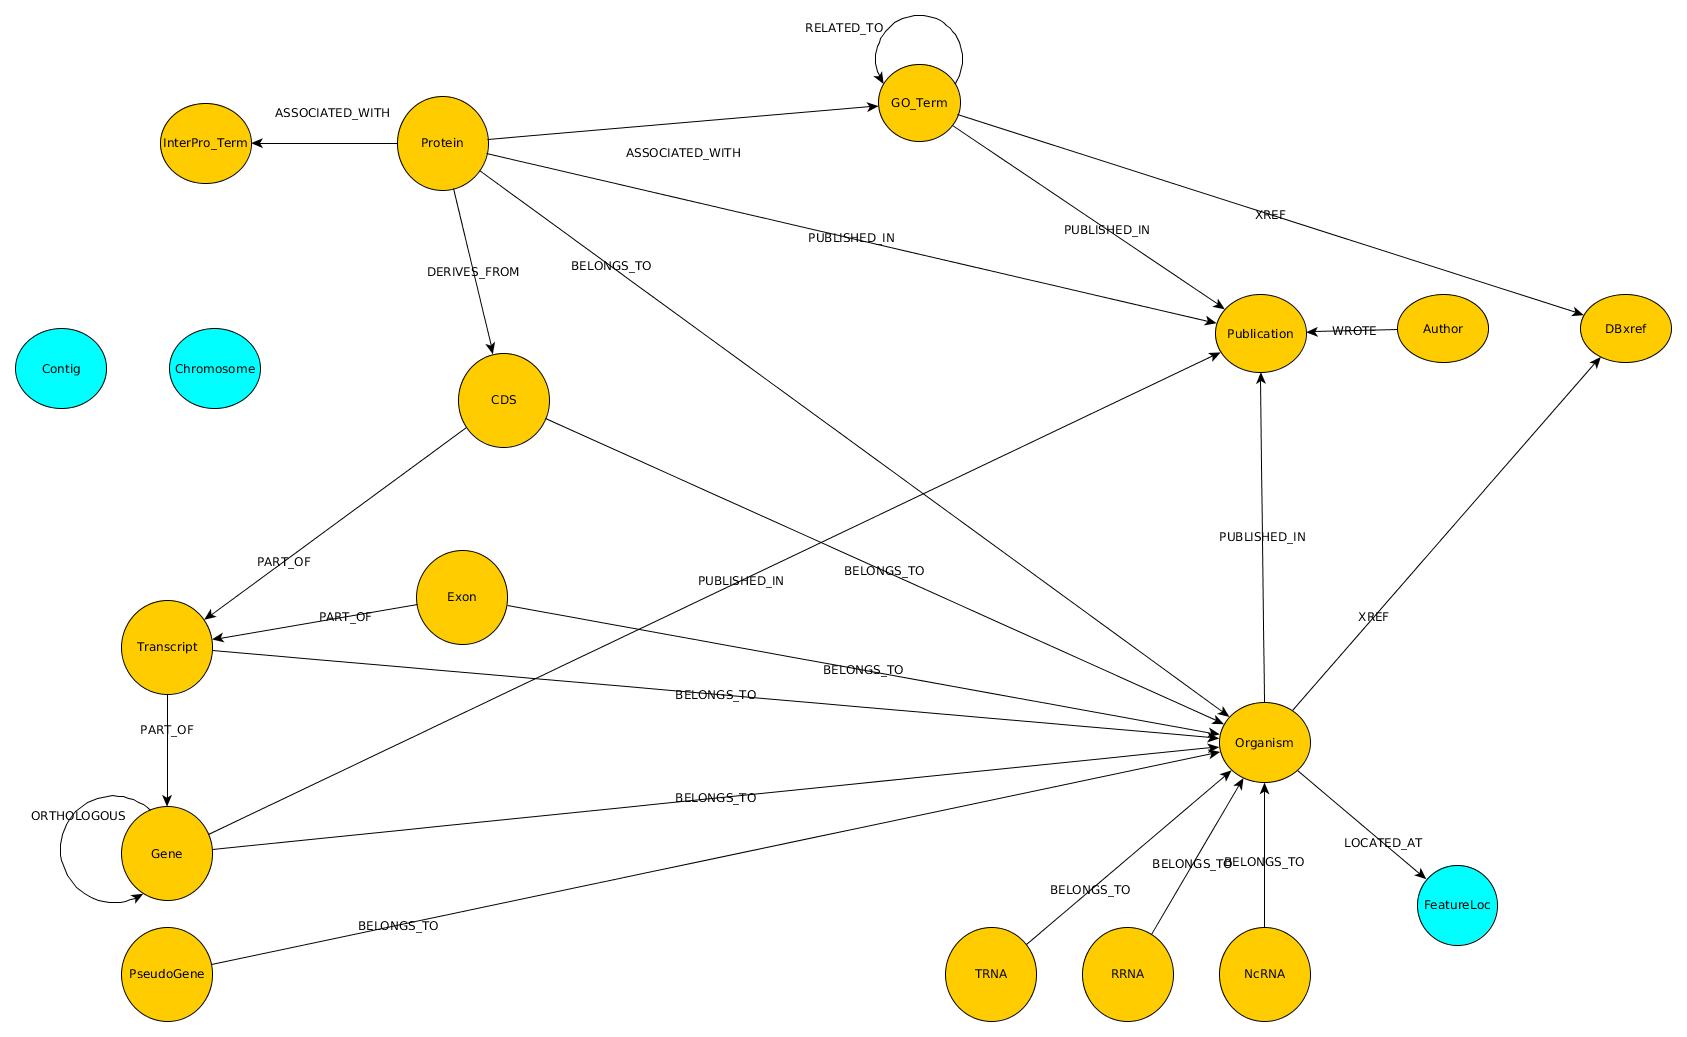 RELATED_TO
GO_Term
ASSOCIATED_WITH
InterPro_Term
Protein
ASSOCIATED_WITH
XREF
PUBLISHED_IN
PUBLISHED_IN
BELONGS_TO
DERIVES_FROM
Publication
WROTE
Author
DBxref
Contig
Chromosome
CDS
PUBLISHED_IN
PART_OF
BELONGS_TO
PUBLISHED_IN
Exon
PART_OF
XREF
Transcript
BELONGS_TO
BELONGS_TO
PART_OF
Organism
BELONGS_TO
ORTHOLOGOUS
LOCATED_AT
Gene
BELONGS_TO
BELONGS_TO
BELONGS_TO
FeatureLoc
BELONGS_TO
PseudoGene
TRNA
RRNA
NcRNA